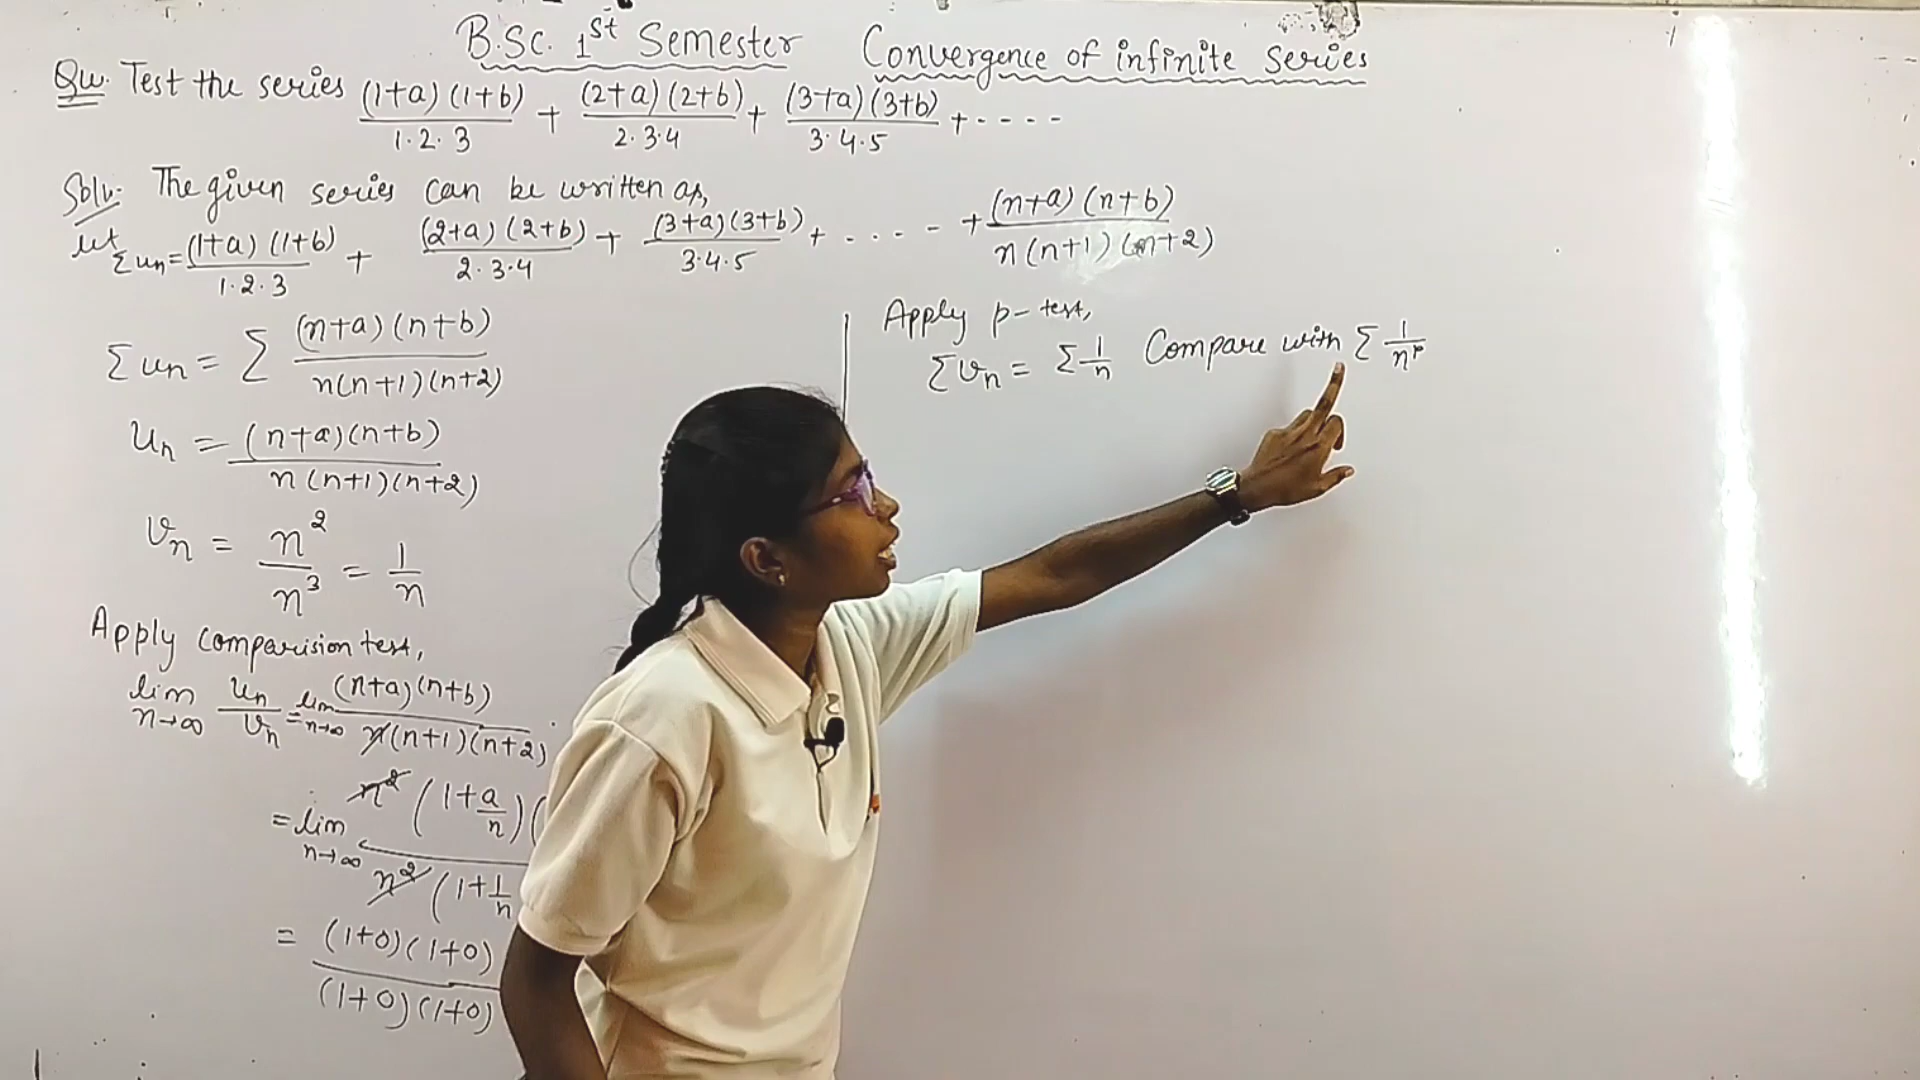 B.Sc. 1st Semester Convergence of infinite series
Qu. Test the series (1+a)(1+b)/1·2·3 + (2+a)(2+b)/2·3·4 + (3+a)(3+b)/3·4·5 + ----
Soln: The given series can be written as,
let Σun = (1+a)(1+b)/1·2·3 + (2+a)(2+b)/2·3·4 + (3+a)(3+b)/3·4·5 + ---- + (n+a)(n+b)/n(n+1)(n+2)
Σun = Σ (n+a)(n+b)/n(n+1)(n+2)
un = (n+a)(n+b)/n(n+1)(n+2)
vn = n²/n³ = 1/n
Apply comparision test,
lim n→∞ un/vn = lim n→∞ (n+a)(n+b)/n(n+1)(n+2)
= lim n→∞ n²(1+a/n)( / n²(1+1/n
= (1+0)(1+0)/(1+0)(1+0)
Apply p-test,
Σvn = Σ1/n Compare with Σ 1/nᵖ